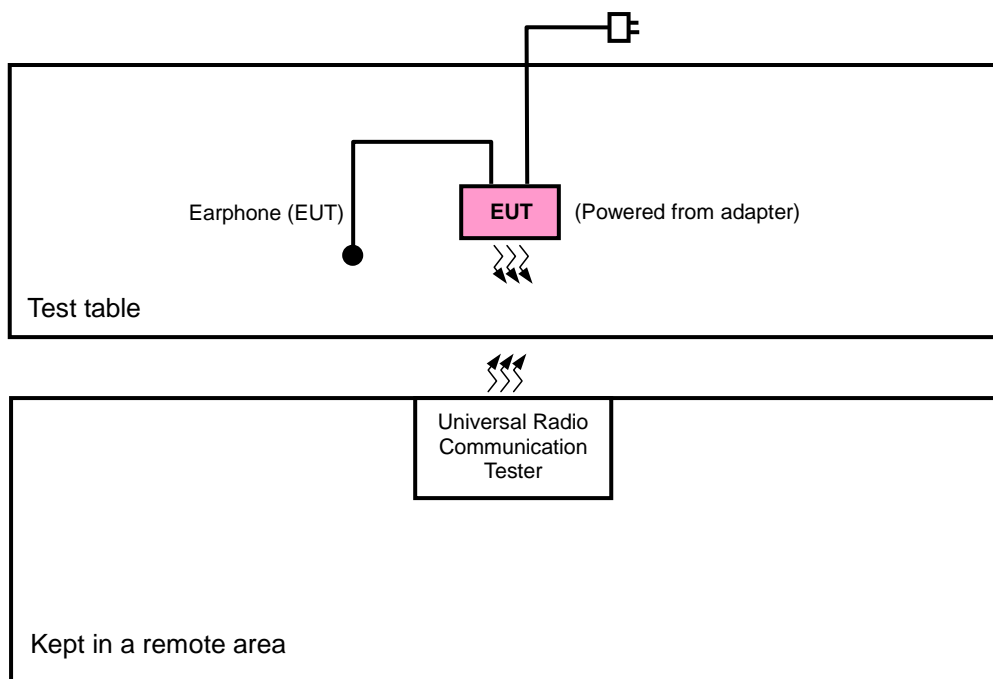 Earphone (EUT)
EUT
(Powered from adapter)
Test table
Universal Radio
Communication
Tester
Kept in a remote area